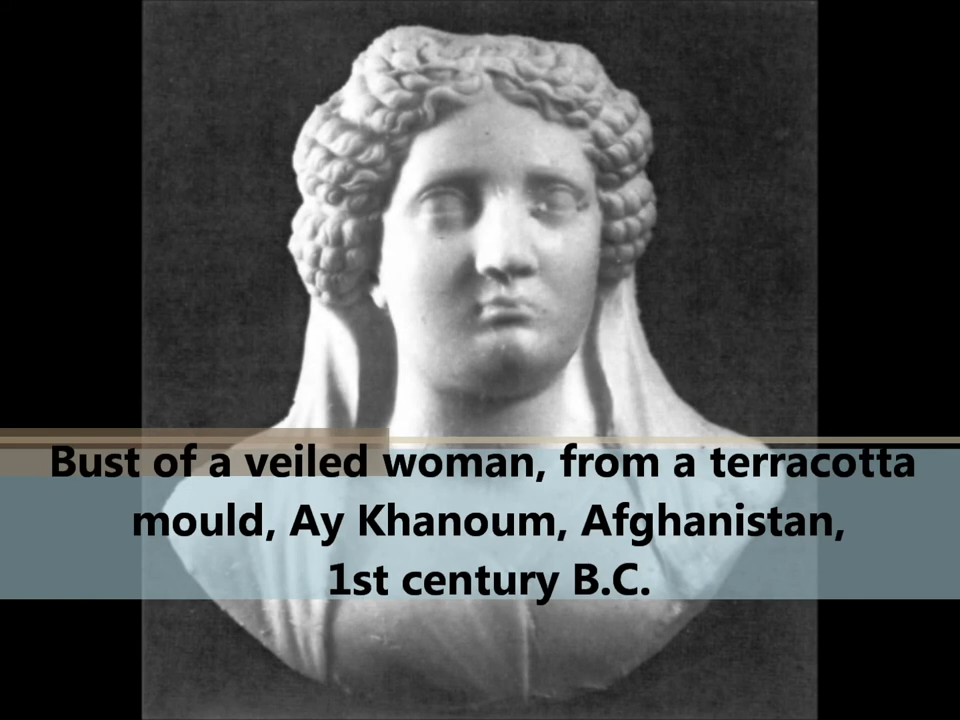 Bust of a veiled woman, from a terracotta
mould, Ay Khanoum, Afghanistan,
1st century B.C.